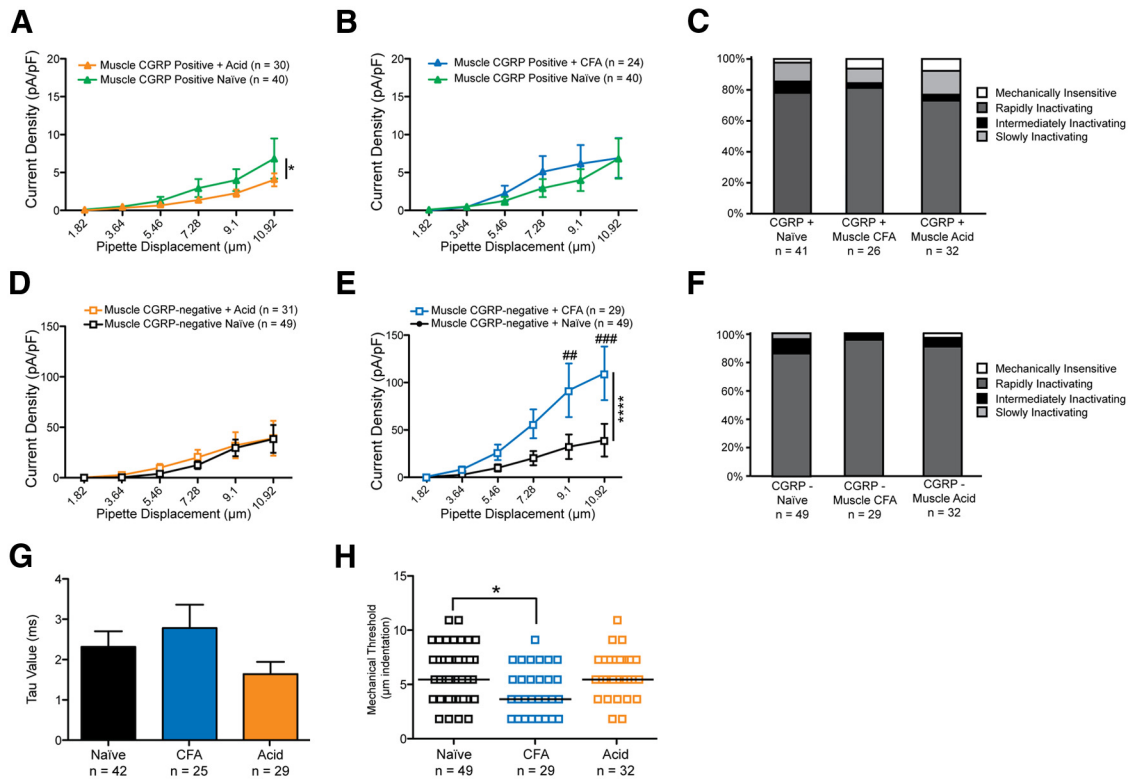 A
Muscle CGRP Positive + Acid (n = 30)
Muscle CGRP Positive Naïve (n = 40)
Current Density (pA/pF)
20
15
10
5
0
*
1.82
3.64
5.46
7.28
9.1
10.92
Pipette Displacement (µm)
B
Muscle CGRP Positive + CFA (n = 24)
Muscle CGRP Positive Naïve (n = 40)
Current Density (pA/pF)
20
15
10
5
0
1.82
3.64
5.46
7.28
9.1
10.92
Pipette Displacement (µm)
C
100%
80%
60%
40%
20%
0%
Mechanically Insensitive
Rapidly Inactivating
Intermediately Inactivating
Slowly Inactivating
CGRP +
Naïve
n = 41
CGRP +
Muscle CFA
n = 26
CGRP +
Muscle Acid
n = 32
D
Muscle CGRP-negative + Acid (n = 31)
Muscle CGRP-negative Naïve (n = 49)
Current Density (pA/pF)
150
100
50
0
1.82
3.64
5.46
7.28
9.1
10.92
Pipette Displacement (µm)
E
Muscle CGRP-negative + CFA (n = 29)
Muscle CGRP-negative + Naïve (n = 49)
Current Density (pA/pF)
150
100
50
0
##
###
****
1.82
3.64
5.46
7.28
9.1
10.92
Pipette Displacement (µm)
F
100%
80%
60%
40%
20%
0%
Mechanically Insensitive
Rapidly Inactivating
Intermediately Inactivating
Slowly Inactivating
CGRP -
Naïve
n = 49
CGRP -
Muscle CFA
n = 29
CGRP -
Muscle Acid
n = 32
G
Tau Value (ms)
4
3
2
1
0
Naïve
n = 42
CFA
n = 25
Acid
n = 29
H
Mechanical Threshold
(µm indentation)
15
10
5
0
*
Naïve
n = 49
CFA
n = 29
Acid
n = 32